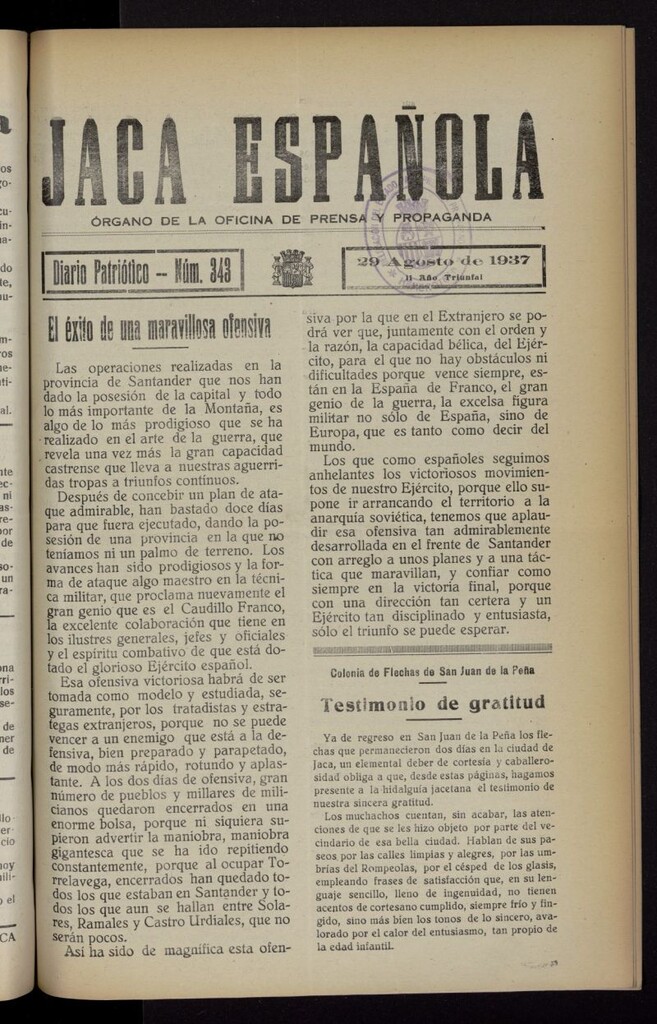 JACA ESPAÑOLA
ÓRGANO DE LA OFICINA DE PRENSA Y PROPAGANDA
Diario Patriótico — Núm. 343
29 Agosto de 1937
II Año Triunfal
El éxito de una maravillosa ofensiva
Las operaciones realizadas en la
provincia de Santander que nos han
dado la posesión de la capital y todo
lo más importante de la Montaña, es
algo de lo más prodigioso que se ha
realizado en el arte de la guerra, que
revela una vez más la gran capacidad
castrense que lleva a nuestras aguerri-
das tropas a triunfos continuos.
Después de concebir un plan de ata-
que admirable, han bastado doce días
para que fuera ejecutado, dando la po-
sesión de una provincia en la que no
teníamos ni un palmo de terreno. Los
avances han sido prodigiosos y la for-
ma de ataque algo maestro en la técni-
ca militar, que proclama nuevamente el
gran genio que es el Caudillo Franco,
la excelente colaboración que tiene en
los ilustres generales, jefes y oficiales
y el espíritu combativo de que está do-
tado el glorioso Ejército español.
Esa ofensiva victoriosa habrá de ser
tomada como modelo y estudiada, se-
guramente, por los tratadistas y estra-
tegas extranjeros, porque no se puede
vencer a un enemigo que está a la de-
fensiva, bien preparado y parapetado,
de modo más rápido, rotundo y aplas-
tante. A los dos días de ofensiva, gran
número de pueblos y millares de mili-
cianos quedaron encerrados en una
enorme bolsa, porque ni siquiera su-
pieron advertir la maniobra, maniobra
gigantesca que se ha ido repitiendo
constantemente, porque al ocupar To-
rrelavega, encerrados han quedado to-
dos los que estaban en Santander y to-
dos los que aun se hallan entre Sola-
res, Ramales y Castro Urdiales, que no
serán pocos.
Así ha sido de magnífica esta ofen-
siva por la que en el Extranjero se po-
drá ver que, juntamente con el orden y
la razón, la capacidad bélica, del Ejér-
cito, para el que no hay obstáculos ni
dificultades porque vence siempre, es-
tán en la España de Franco, el gran
genio de la guerra, la excelsa figura
militar no sólo de España, sino de
Europa, que es tanto como decir del
mundo.
Los que como españoles seguimos
anhelantes los victoriosos movimien-
tos de nuestro Ejército, porque ello su-
pone ir arrancando el territorio a la
anarquía soviética, tenemos que aplau-
dir esa ofensiva tan admirablemente
desarrollada en el frente de Santander
con arreglo a unos planes y a una tác-
tica que maravillan, y confiar como
siempre en la victoria final, porque
con una dirección tan certera y un
Ejército tan disciplinado y entusiasta,
sólo el triunfo se puede esperar.
Colonia de Flechas de San Juan de la Peña
Testimonio de gratitud
Ya de regreso en San Juan de la Peña los fle-
chas que permanecieron dos días en la ciudad de
Jaca, un elemental deber de cortesía y caballero-
sidad obliga a que, desde estas páginas, hagamos
presente a la hidalguía jacetana el testimonio de
nuestra sincera gratitud.
Los muchachos cuentan, sin acabar, las aten-
ciones de que se les hizo objeto por parte del ve-
cindario de esa bella ciudad. Hablan de sus pa-
seos por las calles limpias y alegres, por las um-
brías del Rompeolas, por el césped de los glasis,
empleando frases de satisfacción que, en su len-
guaje sencillo, lleno de ingenuidad, no tienen
acentos de cortesano cumplido, siempre frío y fin-
gido, sino más bien los tonos de lo sincero, ava-
lorado por el calor del entusiasmo, tan propio de
la edad infantil.